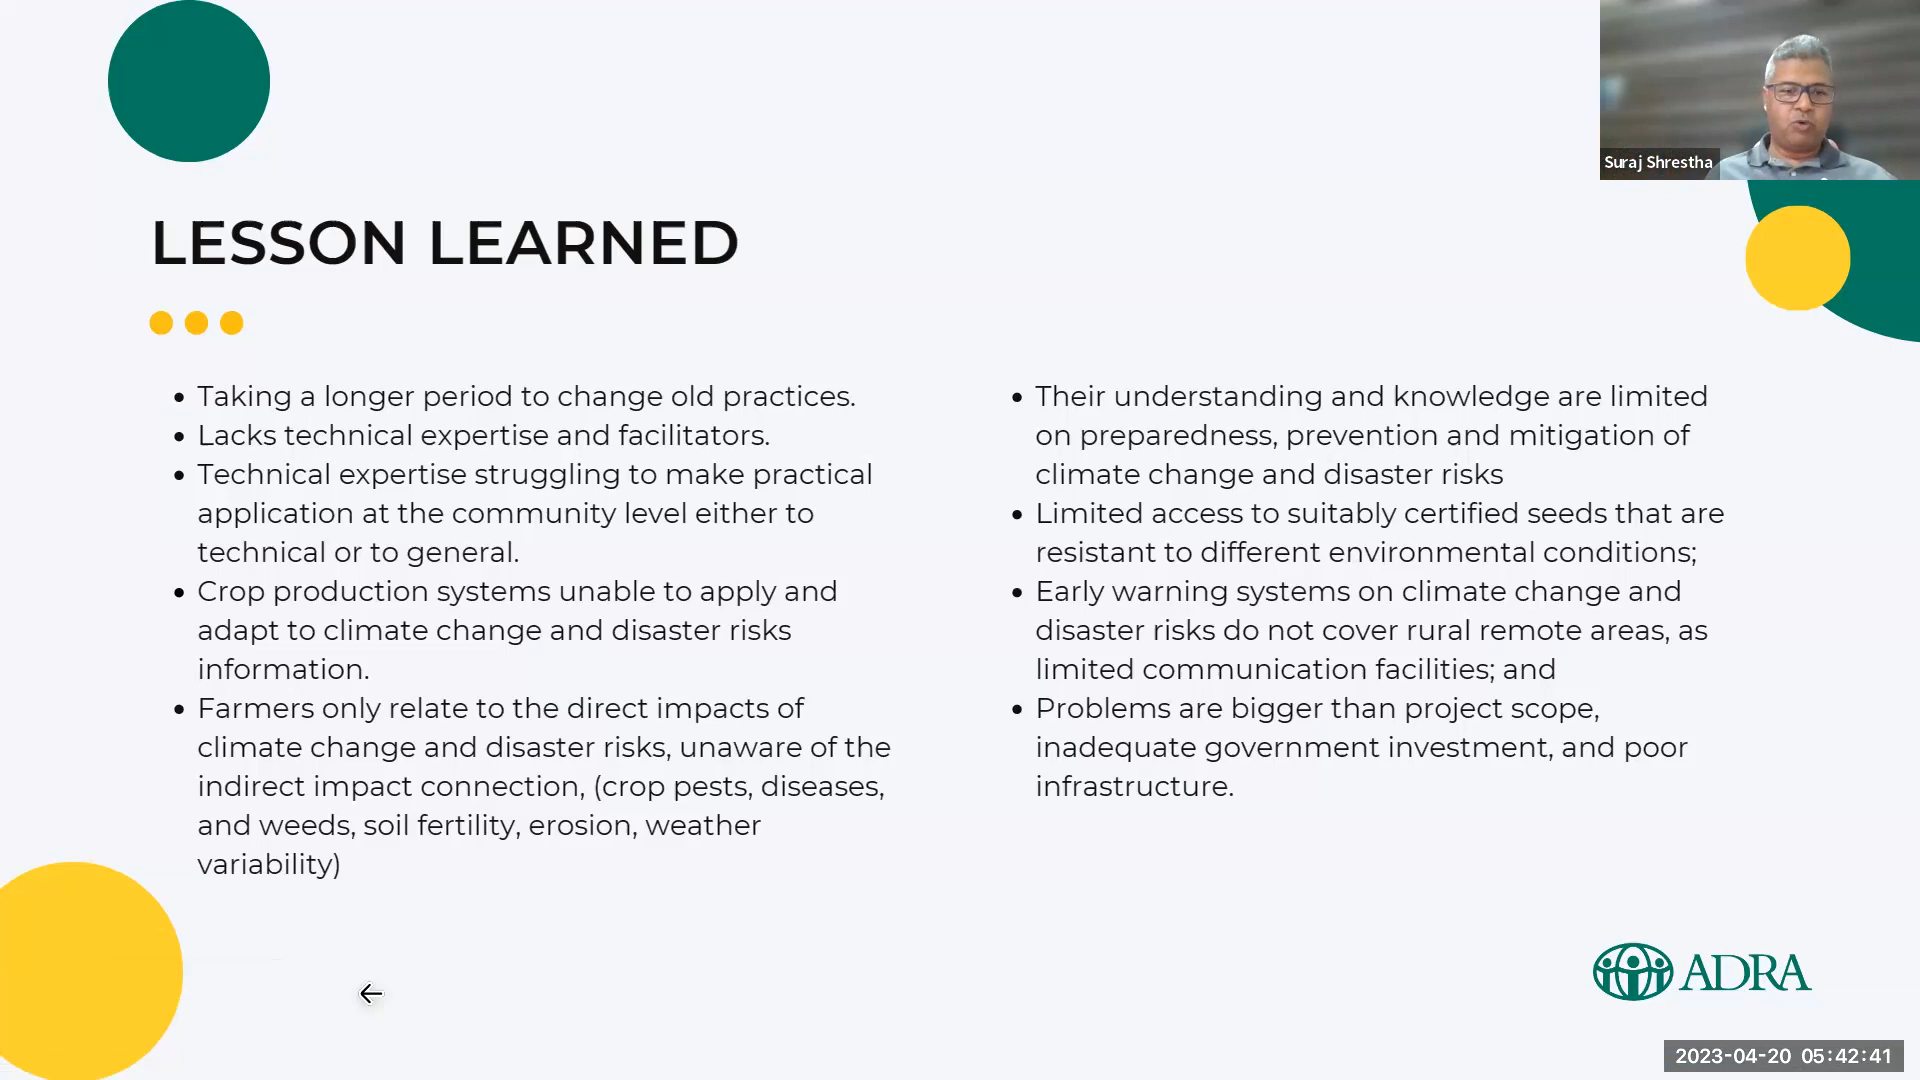 Suraj Shrestha
LESSON LEARNED
Taking a longer period to change old practices.
Lacks technical expertise and facilitators.
Technical expertise struggling to make practical
application at the community level either to
technical or to general.
Crop production systems unable to apply and
adapt to climate change and disaster risks
information.
Farmers only relate to the direct impacts of
climate change and disaster risks, unaware of the
indirect impact connection, (crop pests, diseases,
and weeds, soil fertility, erosion, weather
variability)
Their understanding and knowledge are limited
on preparedness, prevention and mitigation of
climate change and disaster risks
Limited access to suitably certified seeds that are
resistant to different environmental conditions;
Early warning systems on climate change and
disaster risks do not cover rural remote areas, as
limited communication facilities; and
Problems are bigger than project scope,
inadequate government investment, and poor
infrastructure.
ADRA
2023-04-20 05:42:41